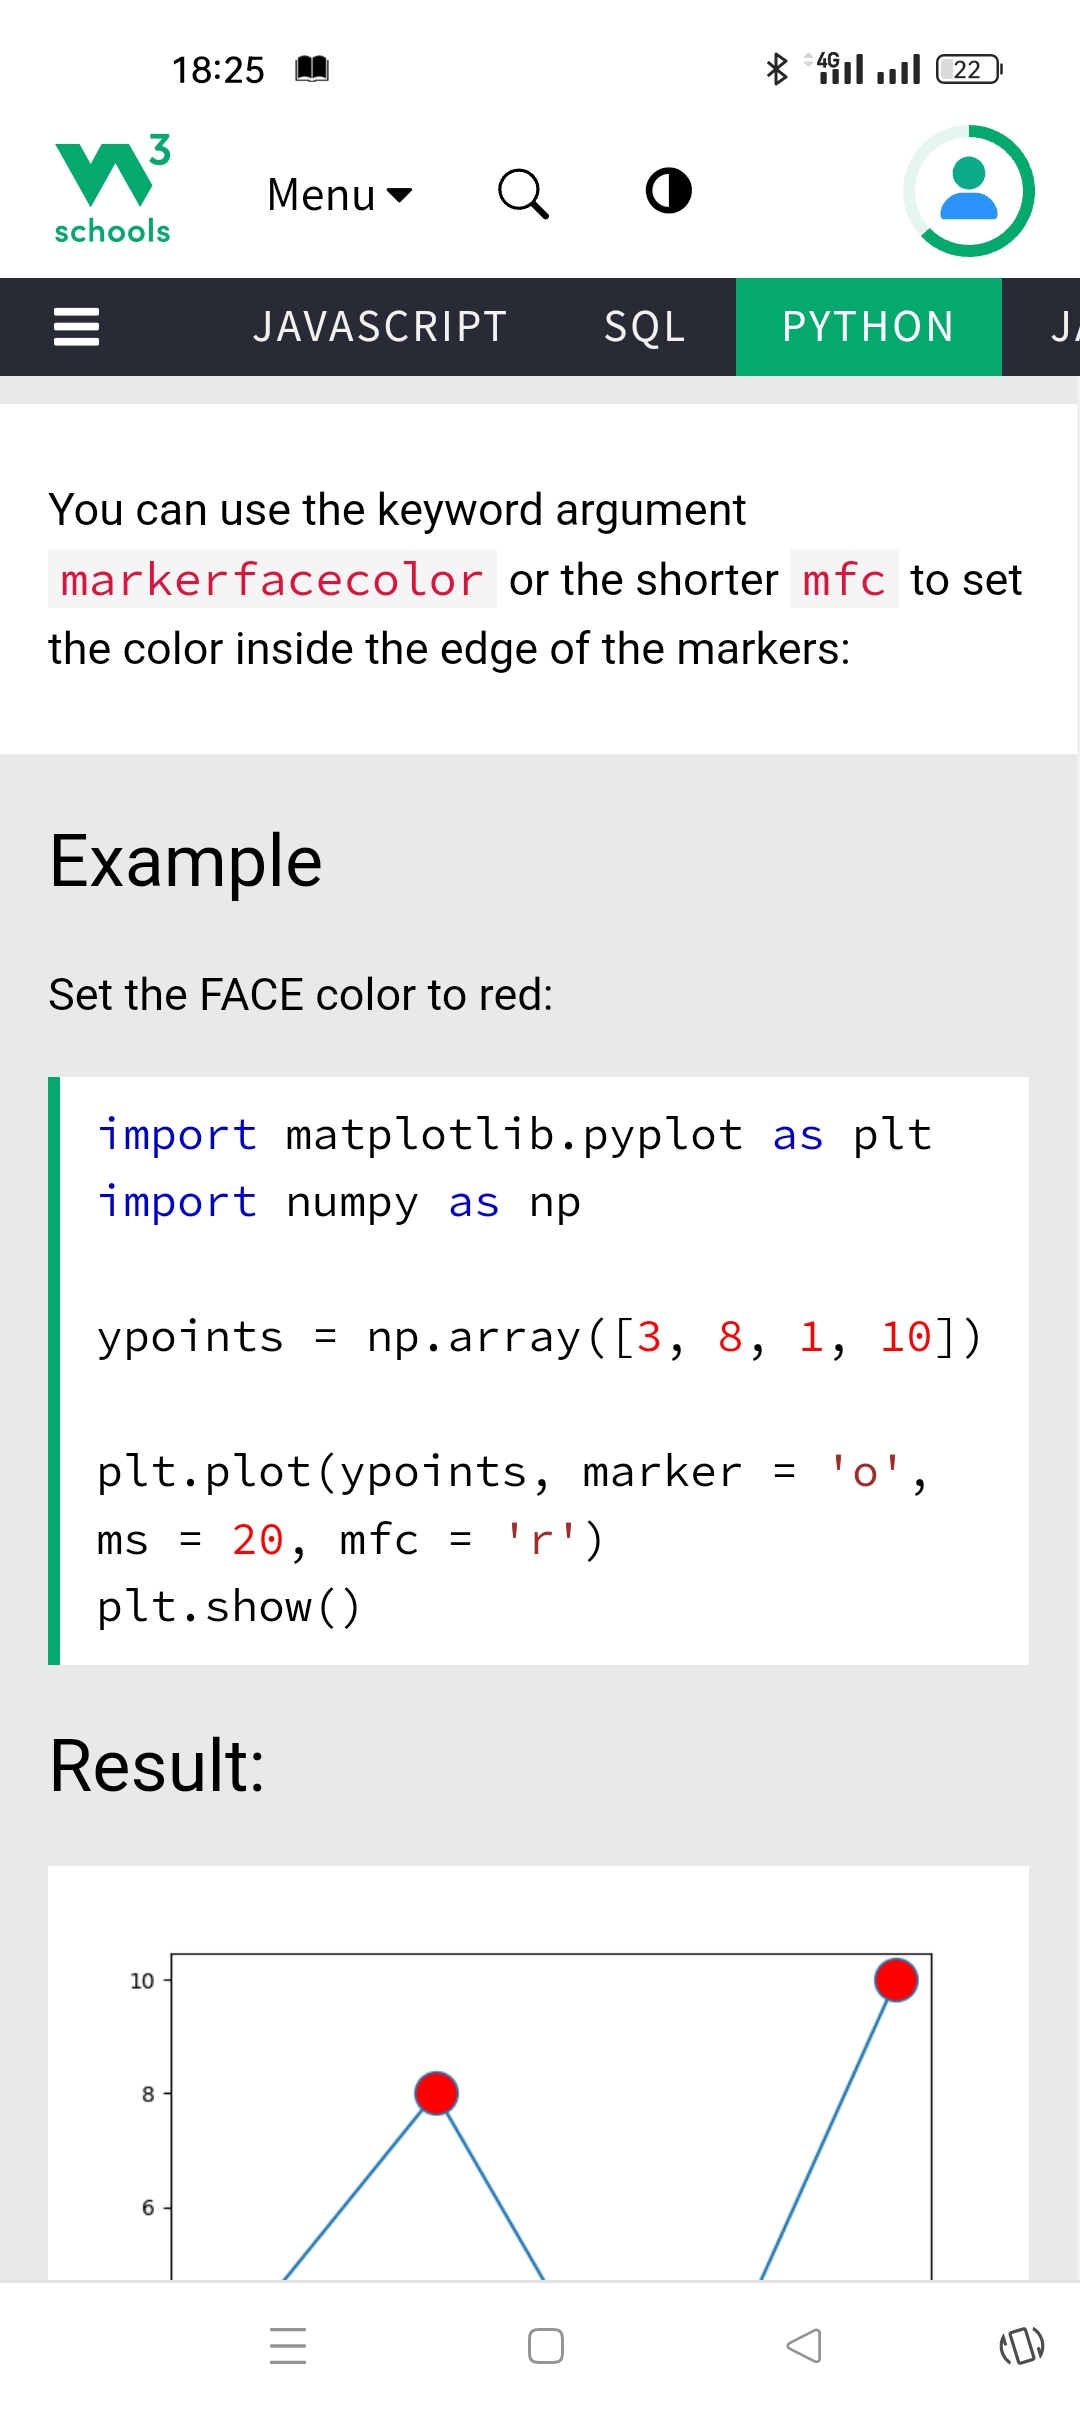 18:25
4G
22
W3
schools
Menu
JAVASCRIPT SQL PYTHON JA
You can use the keyword argument
markerfacecolor or the shorter mfc to set
the color inside the edge of the markers:
Example
Set the FACE color to red:
import matplotlib.pyplot as plt
import numpy as np
ypoints = np.array([3, 8, 1, 10])
plt.plot(ypoints, marker = 'o',
ms = 20, mfc = 'r')
plt.show()
Result:
10
8
6